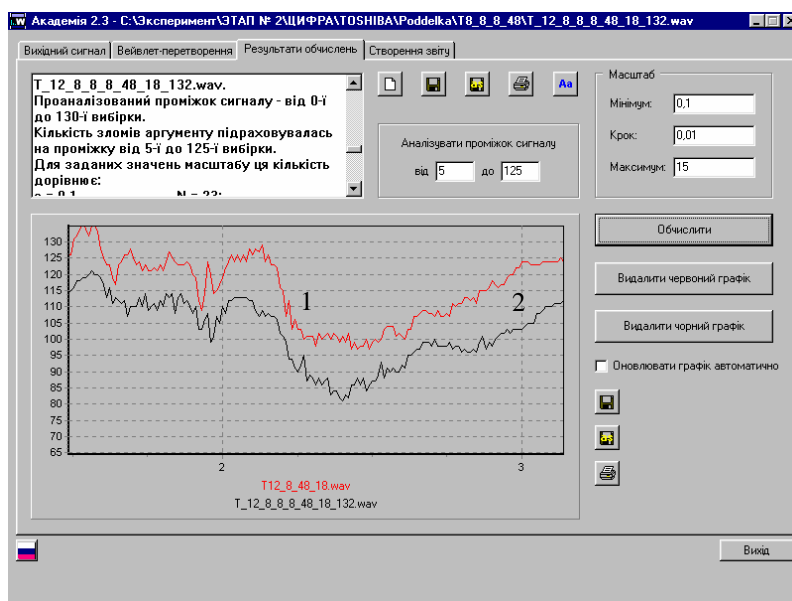 Академія 2.3 - C:\Эксперимент\ЭТАП № 2\ЦИФРА\TOSHIBA\Poddelka\T8_8_8_48\T_12_8_8_8_48_18_132.wav
Вихідний сигнал
Вейвлет-перетворення
Результати обчислень
Створення звіту
T_12_8_8_8_48_18_132.wav.
Проаналізований проміжок сигналу - від 0-ї
до 130-ї вибірки.
Кількість зломів аргументу підраховувалась
на проміжку від 5-ї до 125-ї вибірки.
Для заданих значень масштабу ця кількість
дорівнює:
Aa
Аналізувати проміжок сигналу
від 5 до 125
Масштаб
Мінімум: 0,1
Крок: 0,01
Максимум: 15
Обчислити
Видалити червоний графік
Видалити чорний графік
Оновлювати графік автоматично
130
125
120
115
110
105
100
95
90
85
80
75
70
65
1
2
2
3
T12_8_48_18.wav
T_12_8_8_8_48_18_132.wav
Вихід